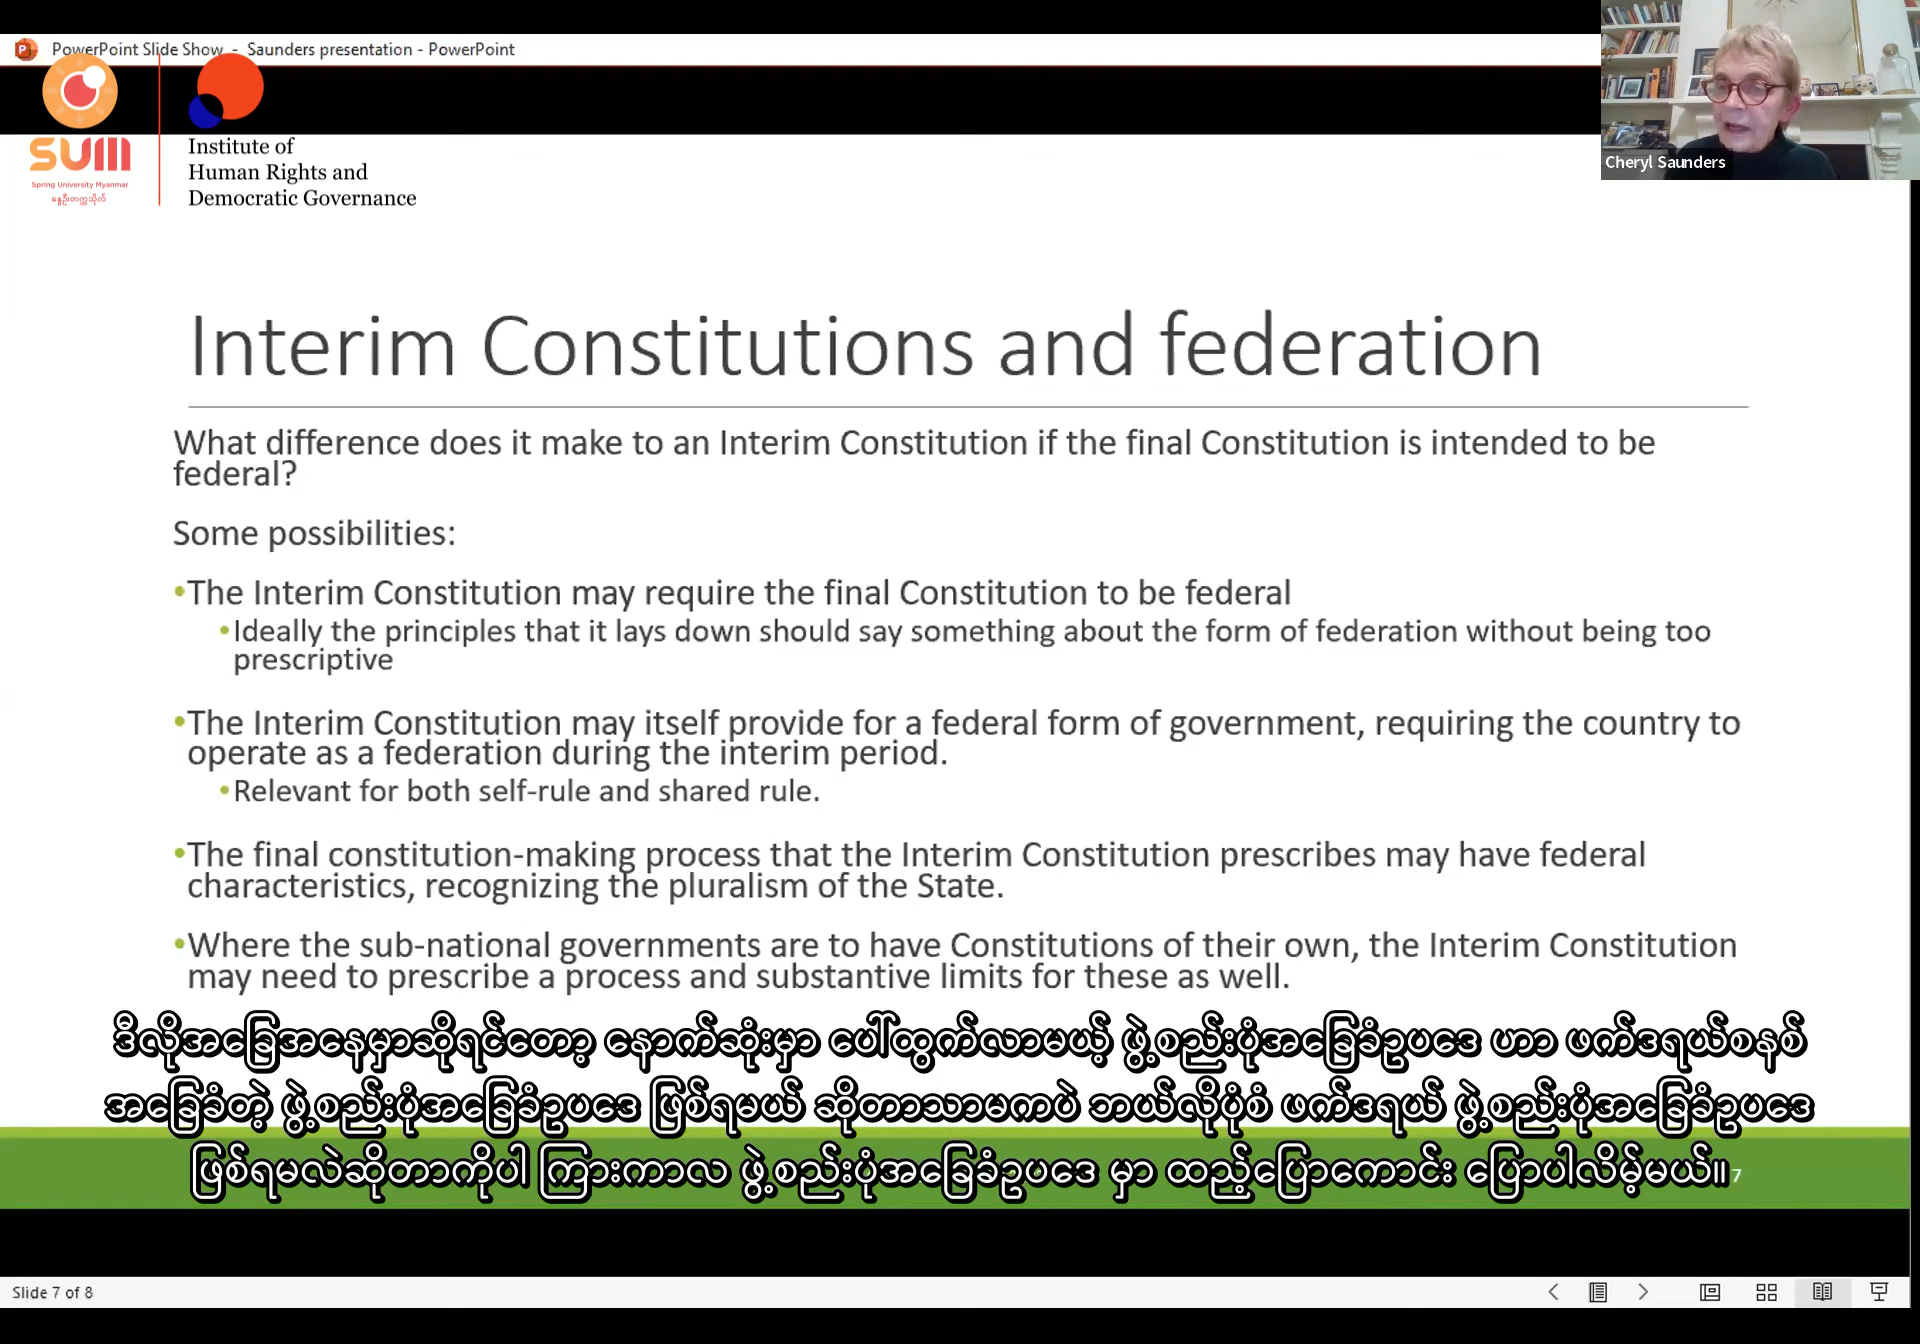 PowerPoint Slide Show - Saunders presentation - PowerPoint
SUM
Spring University Myanmar
နွေဦးတက္ကသိုလ်
Institute of
Human Rights and
Democratic Governance
Cheryl Saunders
Interim Constitutions and federation
What difference does it make to an Interim Constitution if the final Constitution is intended to be
federal?
Some possibilities:
•The Interim Constitution may require the final Constitution to be federal
•Ideally the principles that it lays down should say something about the form of federation without being too
prescriptive
•The Interim Constitution may itself provide for a federal form of government, requiring the country to
operate as a federation during the interim period.
•Relevant for both self-rule and shared rule.
•The final constitution-making process that the Interim Constitution prescribes may have federal
characteristics, recognizing the pluralism of the State.
•Where the sub-national governments are to have Constitutions of their own, the Interim Constitution
may need to prescribe a process and substantive limits for these as well.
ဒီလိုအခြေအနေမှာဆိုရင်တော့ နောက်ဆုံးမှာ ပေါ်ထွက်လာမယ့် ဖွဲ့စည်းပုံအခြေခံဥပဒေ ဟာ ဖက်ဒရယ်စနစ်
အခြေခံတဲ့ ဖွဲ့စည်းပုံအခြေခံဥပဒေ ဖြစ်ရမယ် ဆိုတာသာမကပဲ ဘယ်လိုပုံစံ ဖက်ဒရယ် ဖွဲ့စည်းပုံအခြေခံဥပဒေ
ဖြစ်ရမလဲဆိုတာကိုပါ ကြားကာလ ဖွဲ့စည်းပုံအခြေခံဥပဒေ မှာ ထည့်ပြောကောင်း ပြောပါလိမ့်မယ်။
7
Slide 7 of 8